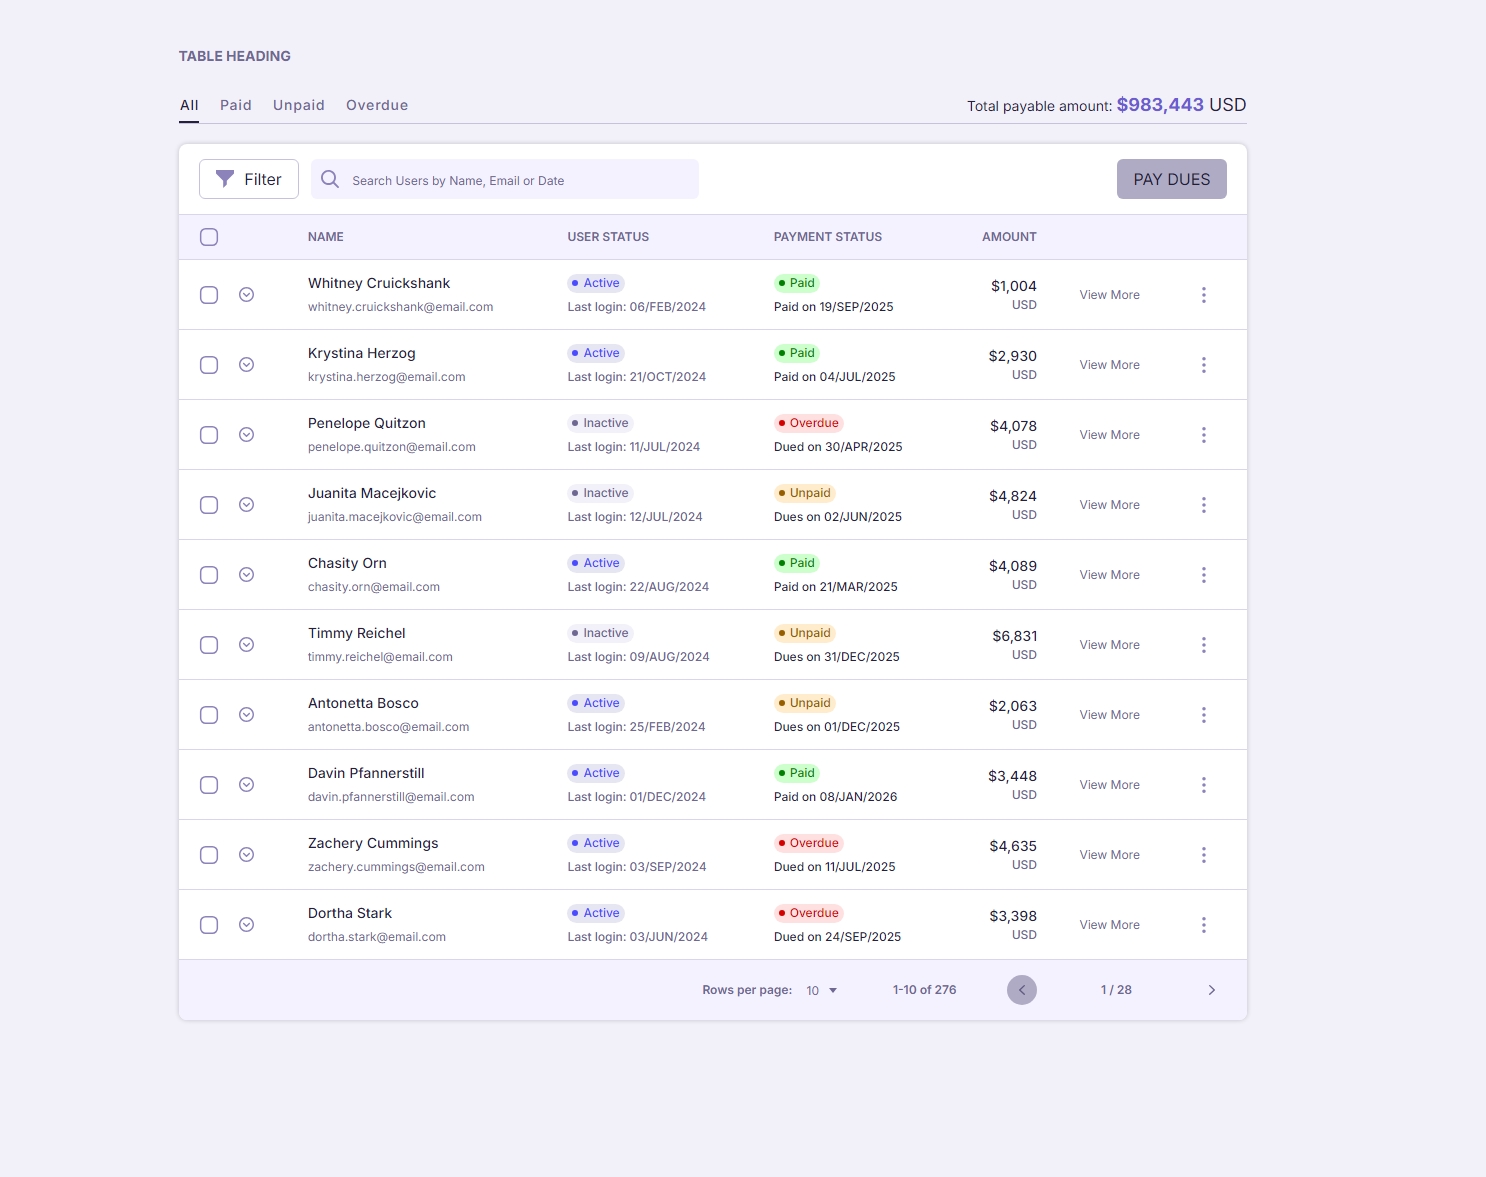 TABLE HEADING
All Paid Unpaid Overdue Total payable amount: $983,443 USD
Filter Search Users by Name, Email or Date PAY DUES
NAME USER STATUS PAYMENT STATUS AMOUNT
Whitney Cruickshank Active Paid $1,004
whitney.cruickshank@email.com Last login: 06/FEB/2024 Paid on 19/SEP/2025 USD View More
Krystina Herzog Active Paid $2,930
krystina.herzog@email.com Last login: 21/OCT/2024 Paid on 04/JUL/2025 USD View More
Penelope Quitzon Inactive Overdue $4,078
penelope.quitzon@email.com Last login: 11/JUL/2024 Dued on 30/APR/2025 USD View More
Juanita Macejkovic Inactive Unpaid $4,824
juanita.macejkovic@email.com Last login: 12/JUL/2024 Dues on 02/JUN/2025 USD View More
Chasity Orn Active Paid $4,089
chasity.orn@email.com Last login: 22/AUG/2024 Paid on 21/MAR/2025 USD View More
Timmy Reichel Inactive Unpaid $6,831
timmy.reichel@email.com Last login: 09/AUG/2024 Dues on 31/DEC/2025 USD View More
Antonetta Bosco Active Unpaid $2,063
antonetta.bosco@email.com Last login: 25/FEB/2024 Dues on 01/DEC/2025 USD View More
Davin Pfannerstill Active Paid $3,448
davin.pfannerstill@email.com Last login: 01/DEC/2024 Paid on 08/JAN/2026 USD View More
Zachery Cummings Active Overdue $4,635
zachery.cummings@email.com Last login: 03/SEP/2024 Dued on 11/JUL/2025 USD View More
Dortha Stark Active Overdue $3,398
dortha.stark@email.com Last login: 03/JUN/2024 Dued on 24/SEP/2025 USD View More
Rows per page: 10 1-10 of 276 1 / 28